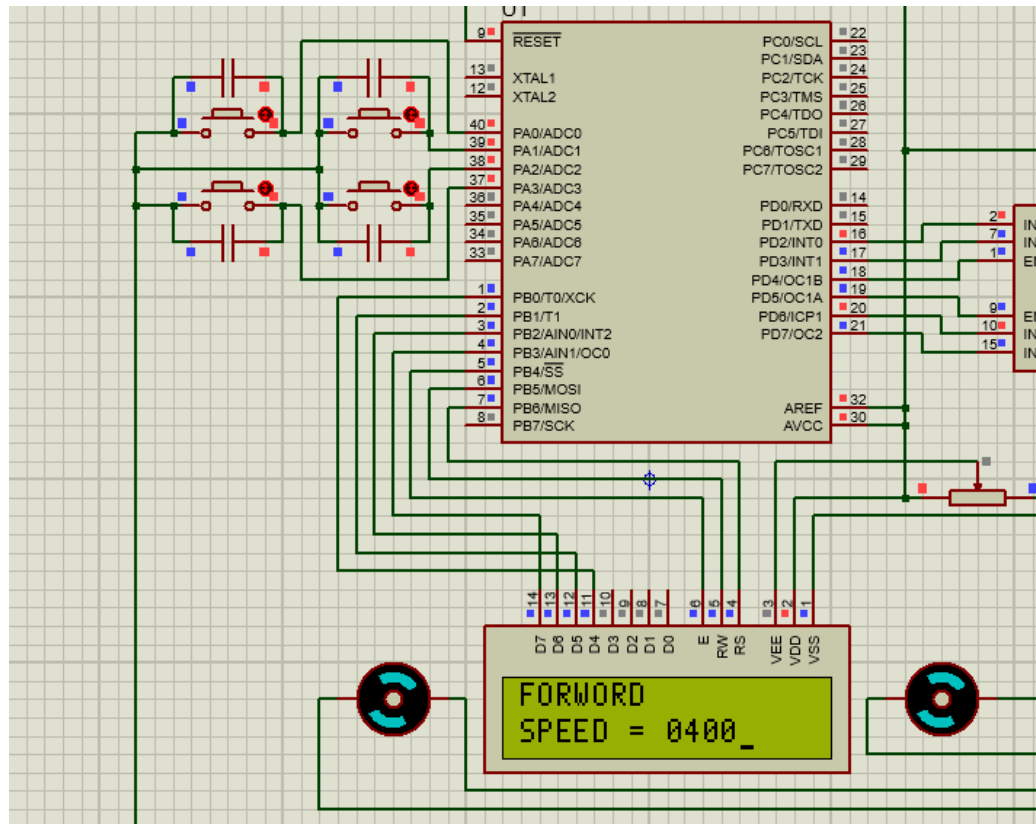 U1
9 RESET
13 XTAL1
12 XTAL2
40 PA0/ADC0
39 PA1/ADC1
38 PA2/ADC2
37 PA3/ADC3
36 PA4/ADC4
35 PA5/ADC5
34 PA6/ADC6
33 PA7/ADC7
1 PB0/T0/XCK
2 PB1/T1
3 PB2/AIN0/INT2
4 PB3/AIN1/OC0
5 PB4/SS
6 PB5/MOSI
7 PB6/MISO
8 PB7/SCK
PC0/SCL 22
PC1/SDA 23
PC2/TCK 24
PC3/TMS 25
PC4/TDO 26
PC5/TDI 27
PC6/TOSC1 28
PC7/TOSC2 29
PD0/RXD 14
PD1/TXD 15
PD2/INT0 16
PD3/INT1 17
PD4/OC1B 18
PD5/OC1A 19
PD6/ICP1 20
PD7/OC2 21
AREF 32
AVCC 30
2 IN
7 IN
1 EN
9 EN
10 IN
15 IN
14 13 12 11 10 9 8 7 6 5 4 3 2 1
D7 D6 D5 D4 D3 D2 D1 D0 E RW RS VEE VDD VSS
FORWORD
SPEED = 0400_